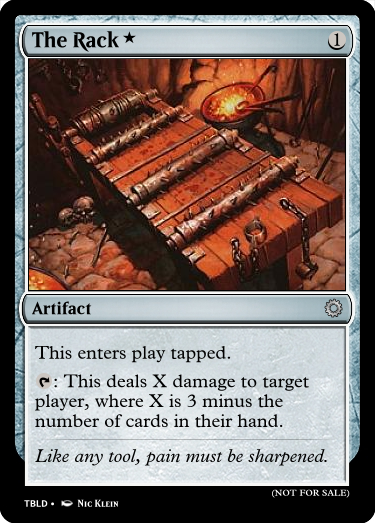 The Rack ★ 1
Artifact
This enters play tapped.
: This deals X damage to target
player, where X is 3 minus the
number of cards in their hand.
Like any tool, pain must be sharpened.
(NOT FOR SALE)
TBLD • Nic Klein